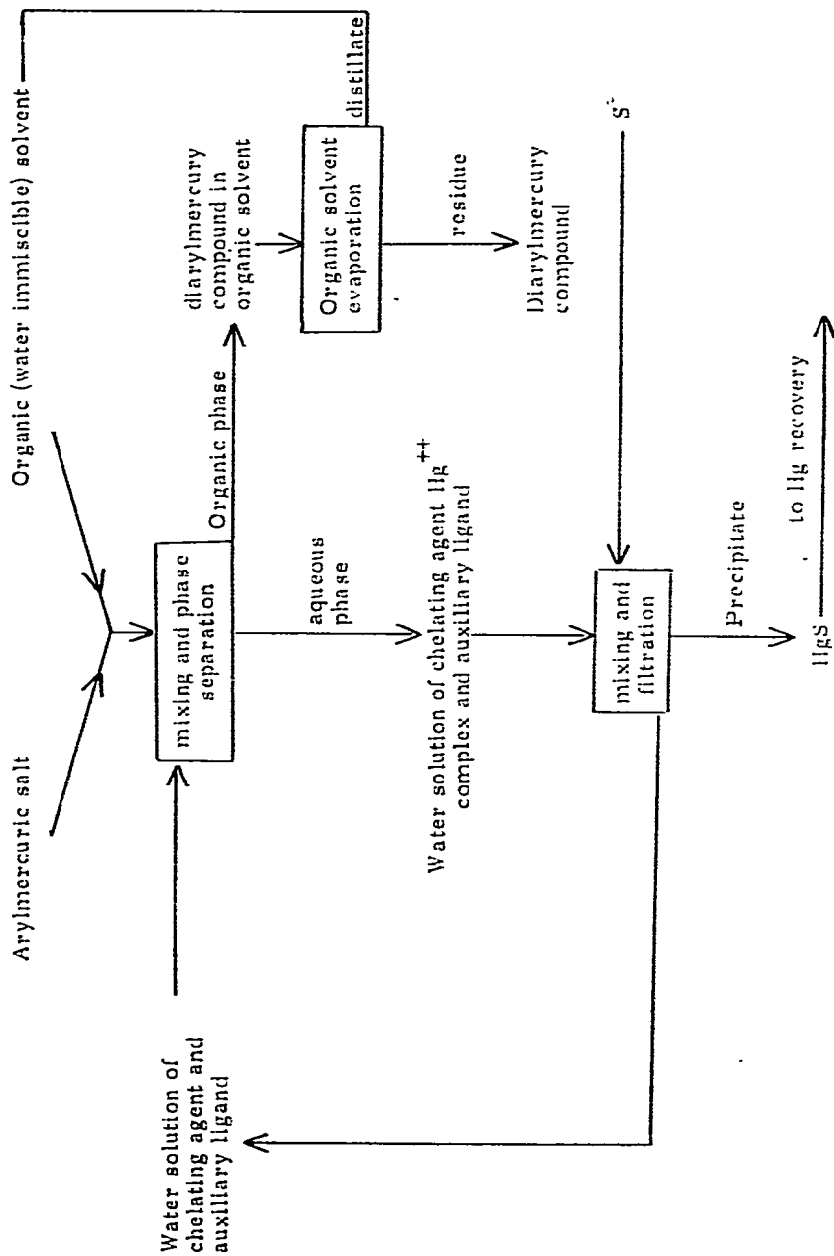 Arylmercuric salt
Organic (water immiscible) solvent
Water solution of
chelating agent and
auxillary ligand
mixing and phase
separation
Organic phase
diarylmercury
compound in
organic solvent
Organic solvent
evaporation
distillate
residue
Diarylmercury
compound
aqueous
phase
Water solution of chelating agent Hg++
complex and auxillary ligand
mixing and
filtration
S=
Precipitate
HgS
to Hg recovery